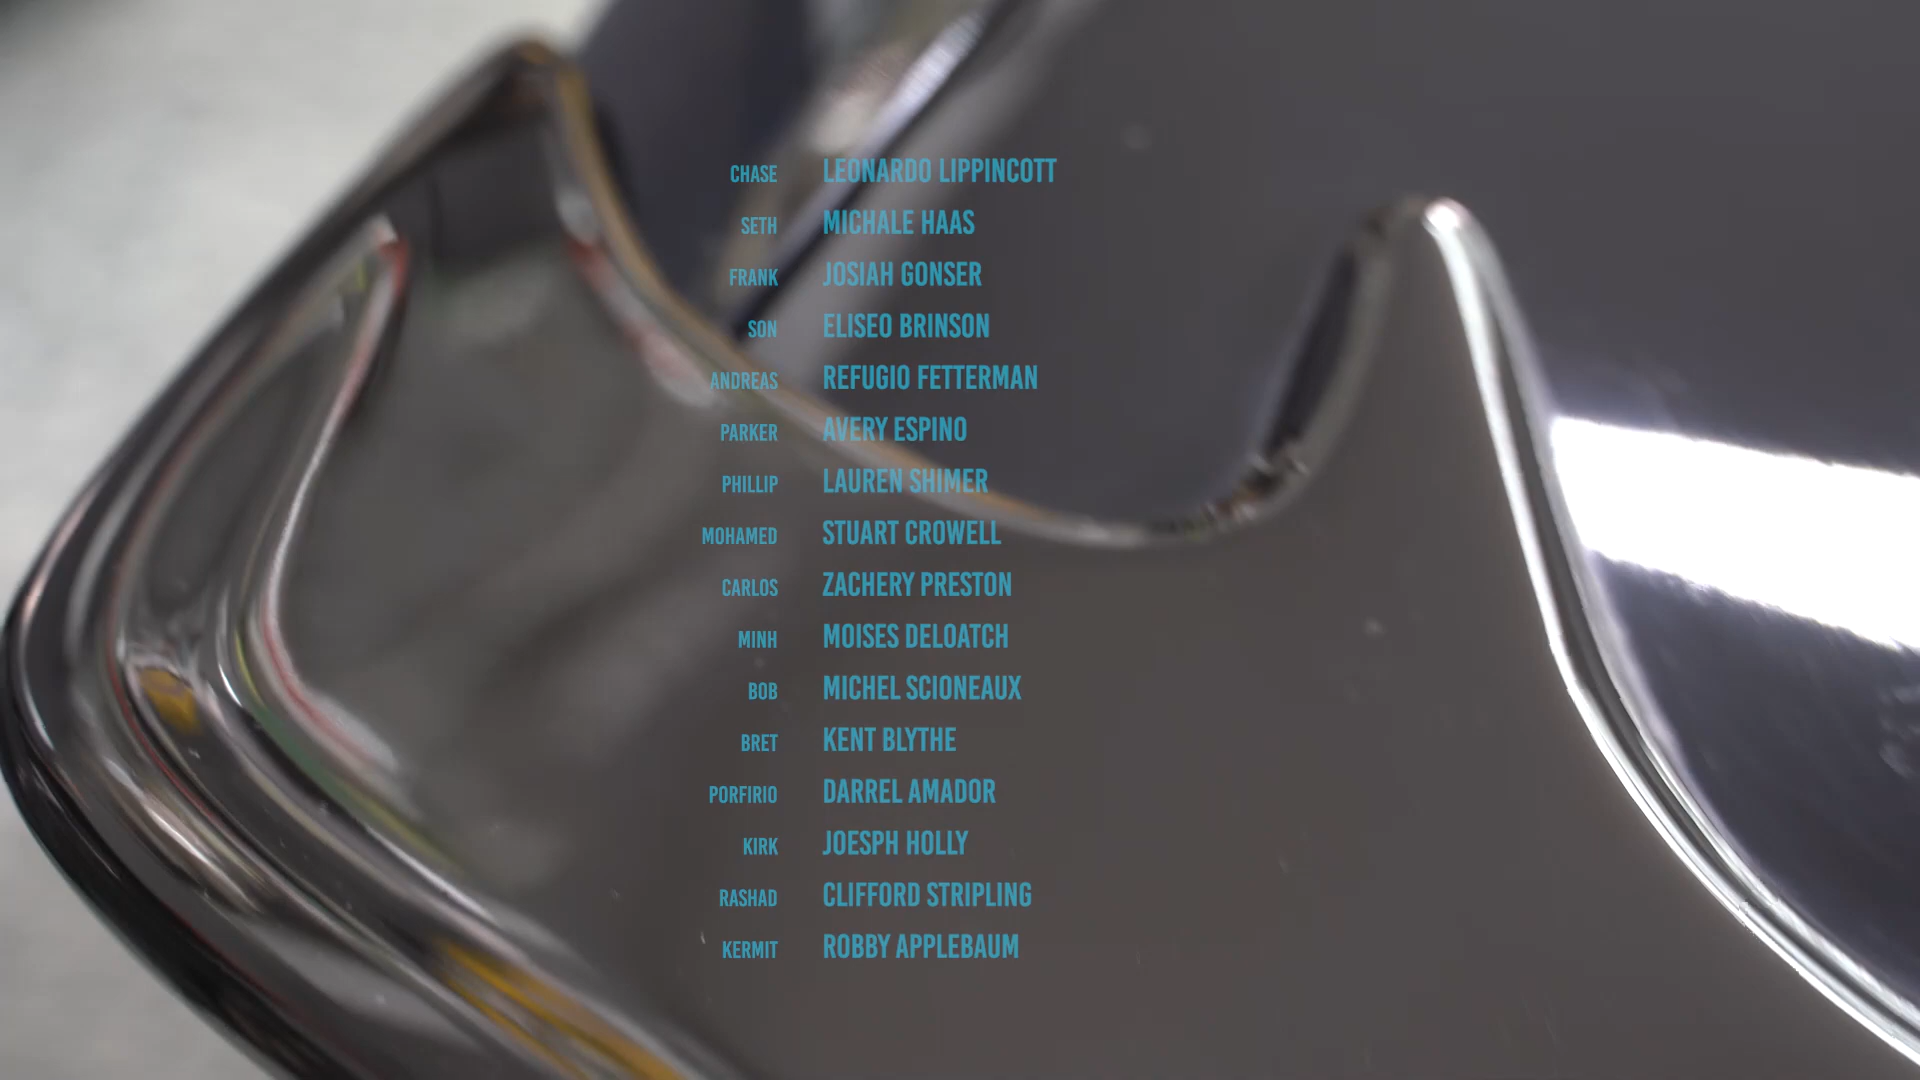 CHASE LEONARDO LIPPINCOTT
SETH MICHALE HAAS
FRANK JOSIAH GONSER
SON ELISEO BRINSON
ANDREAS REFUGIO FETTERMAN
PARKER AVERY ESPINO
PHILLIP LAUREN SHIMER
MOHAMED STUART CROWELL
CARLOS ZACHERY PRESTON
MINH MOISES DELOATCH
BOB MICHEL SCIONEAUX
BRET KENT BLYTHE
PORFIRIO DARREL AMADOR
KIRK JOESPH HOLLY
RASHAD CLIFFORD STRIPLING
KERMIT ROBBY APPLEBAUM